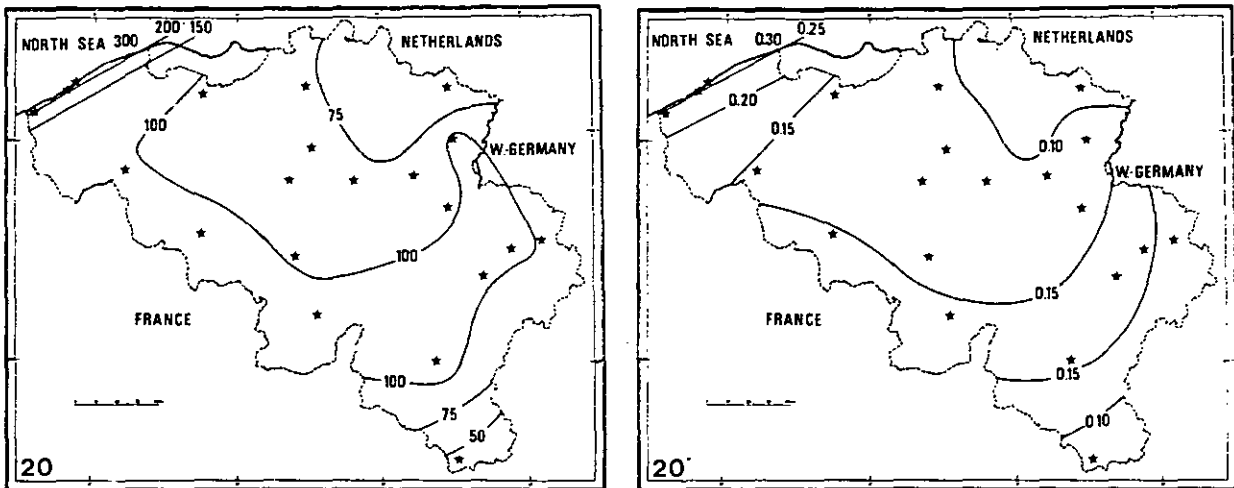 200 150
300
NORTH SEA
NETHERLANDS
75
100
W-GERMANY
100
FRANCE
100
75
50
20
0.25
0.30
NORTH SEA
NETHERLANDS
0.20
0.15
0.10
W-GERMANY
0.15
FRANCE
0.15
0.10
20